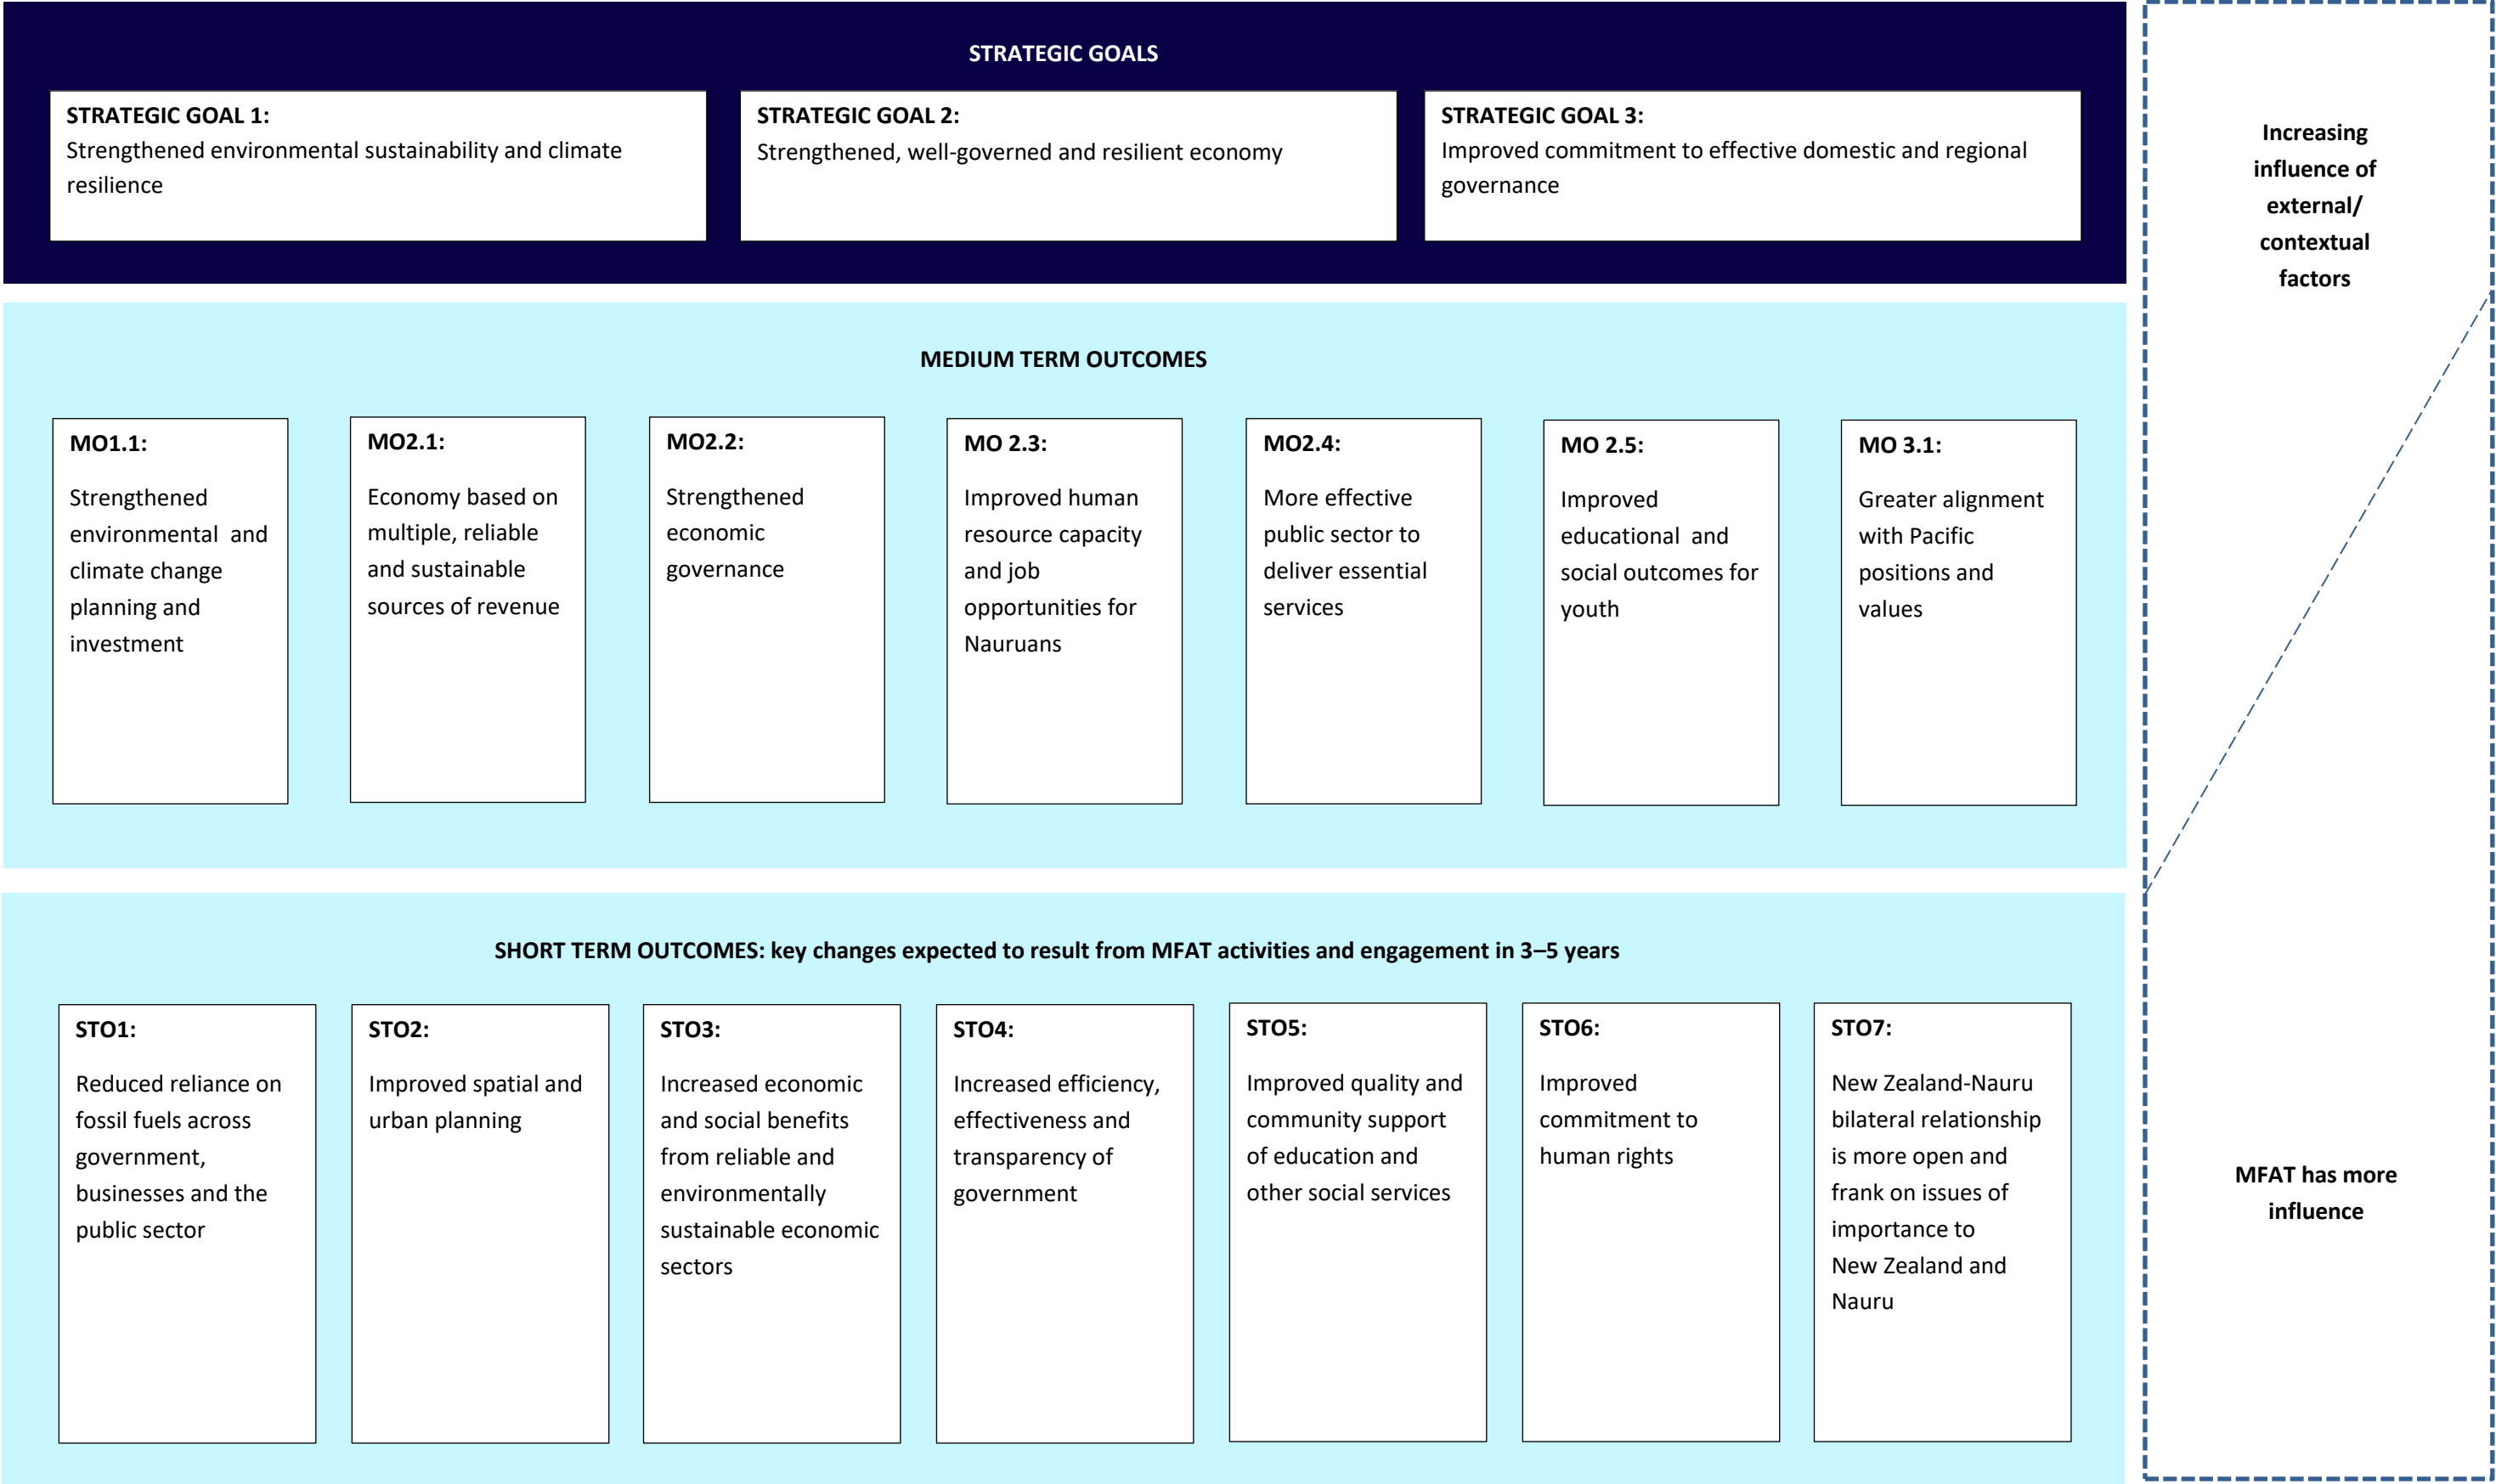 STRATEGIC GOALS
STRATEGIC GOAL 1:
Strengthened environmental sustainability and climate
resilience
STRATEGIC GOAL 2:
Strengthened, well-governed and resilient economy
STRATEGIC GOAL 3:
Improved commitment to effective domestic and regional
governance
Increasing
influence of
external/
contextual
factors
MEDIUM TERM OUTCOMES
MO1.1:
Strengthened
environmental  and
climate change
planning and
investment
MO2.1:
Economy based on
multiple, reliable
and sustainable
sources of revenue
MO2.2:
Strengthened
economic
governance
MO 2.3:
Improved human
resource capacity
and job
opportunities for
Nauruans
MO2.4:
More effective
public sector to
deliver essential
services
MO 2.5:
Improved
educational  and
social outcomes for
youth
MO 3.1:
Greater alignment
with Pacific
positions and
values
SHORT TERM OUTCOMES: key changes expected to result from MFAT activities and engagement in 3–5 years
STO1:
Reduced reliance on
fossil fuels across
government,
businesses and the
public sector
STO2:
Improved spatial and
urban planning
STO3:
Increased economic
and social benefits
from reliable and
environmentally
sustainable economic
sectors
STO4:
Increased efficiency,
effectiveness and
transparency of
government
STO5:
Improved quality and
community support
of education and
other social services
STO6:
Improved
commitment to
human rights
STO7:
New Zealand-Nauru
bilateral relationship
is more open and
frank on issues of
importance to
New Zealand and
Nauru
MFAT has more
influence